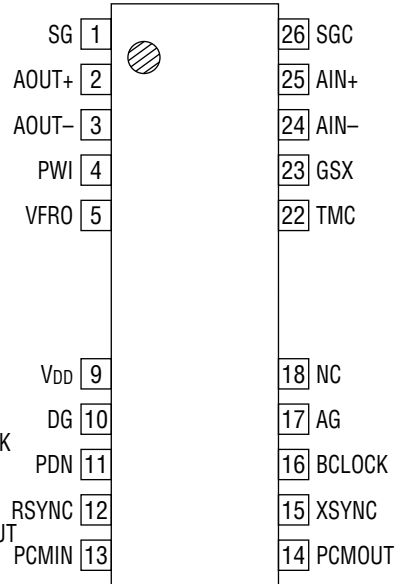 SG 1 26 SGC
AOUT+ 2 25 AIN+
AOUT– 3 24 AIN–
PWI 4 23 GSX
VFRO 5 22 TMC
VDD 9 18 NC
DG 10 17 AG
K
PDN 11 16 BCLOCK
RSYNC 12 15 XSYNC
UT
PCMIN 13 14 PCMOUT